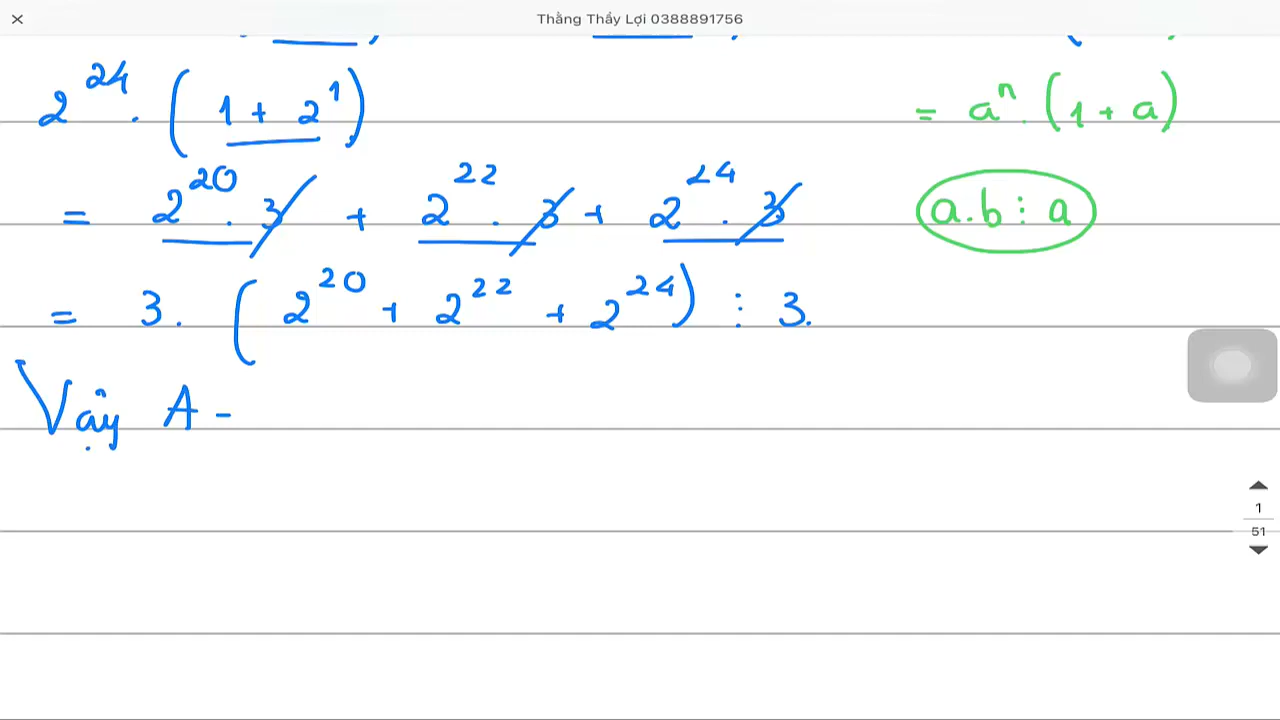 Thằng Thầy Lợi 0388891756
2^24 . (1 + 2^1)
= a^n . (1 + a)
= 2^20 . 3 + 2^22 . 3 + 2^24 . 3
a.b ⋮ a
= 3. (2^20 + 2^22 + 2^24) ⋮ 3.
Vậy A -
1
51